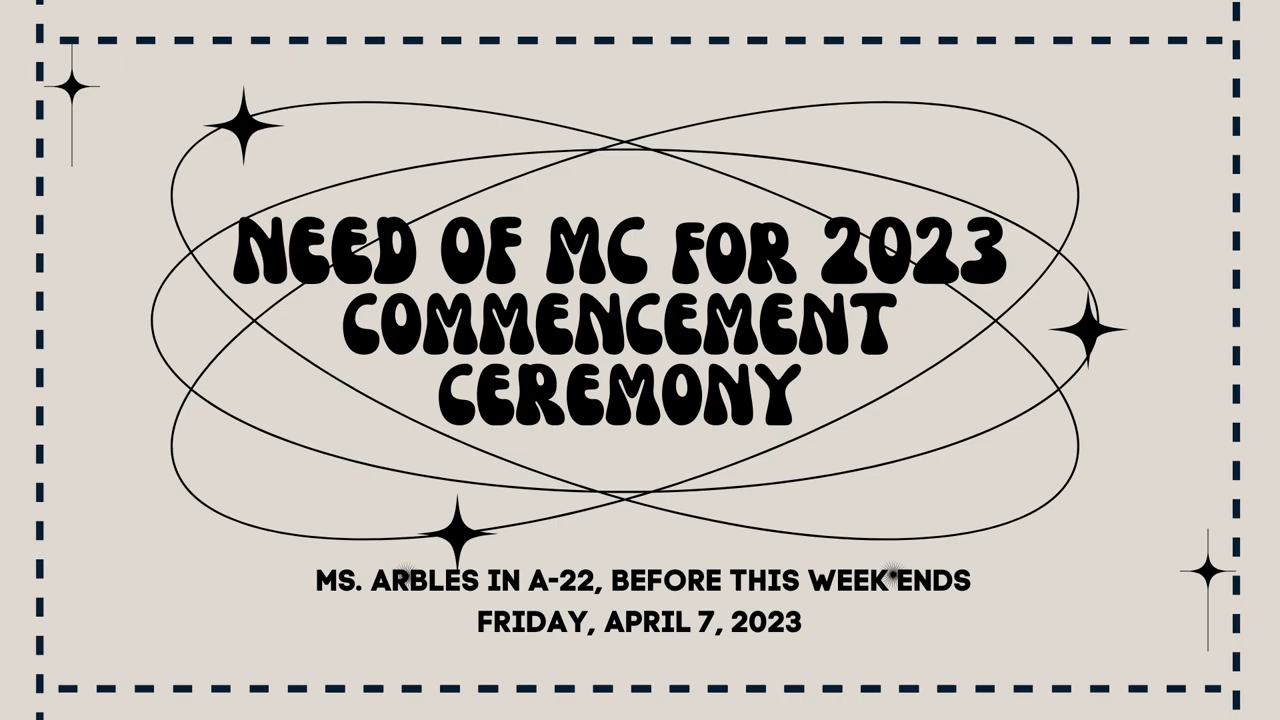 NEED OF MC FOR 2023
COMMENCEMENT
CEREMONY
MS. ARBLES IN A-22, BEFORE THIS WEEK ENDS
FRIDAY, APRIL 7, 2023